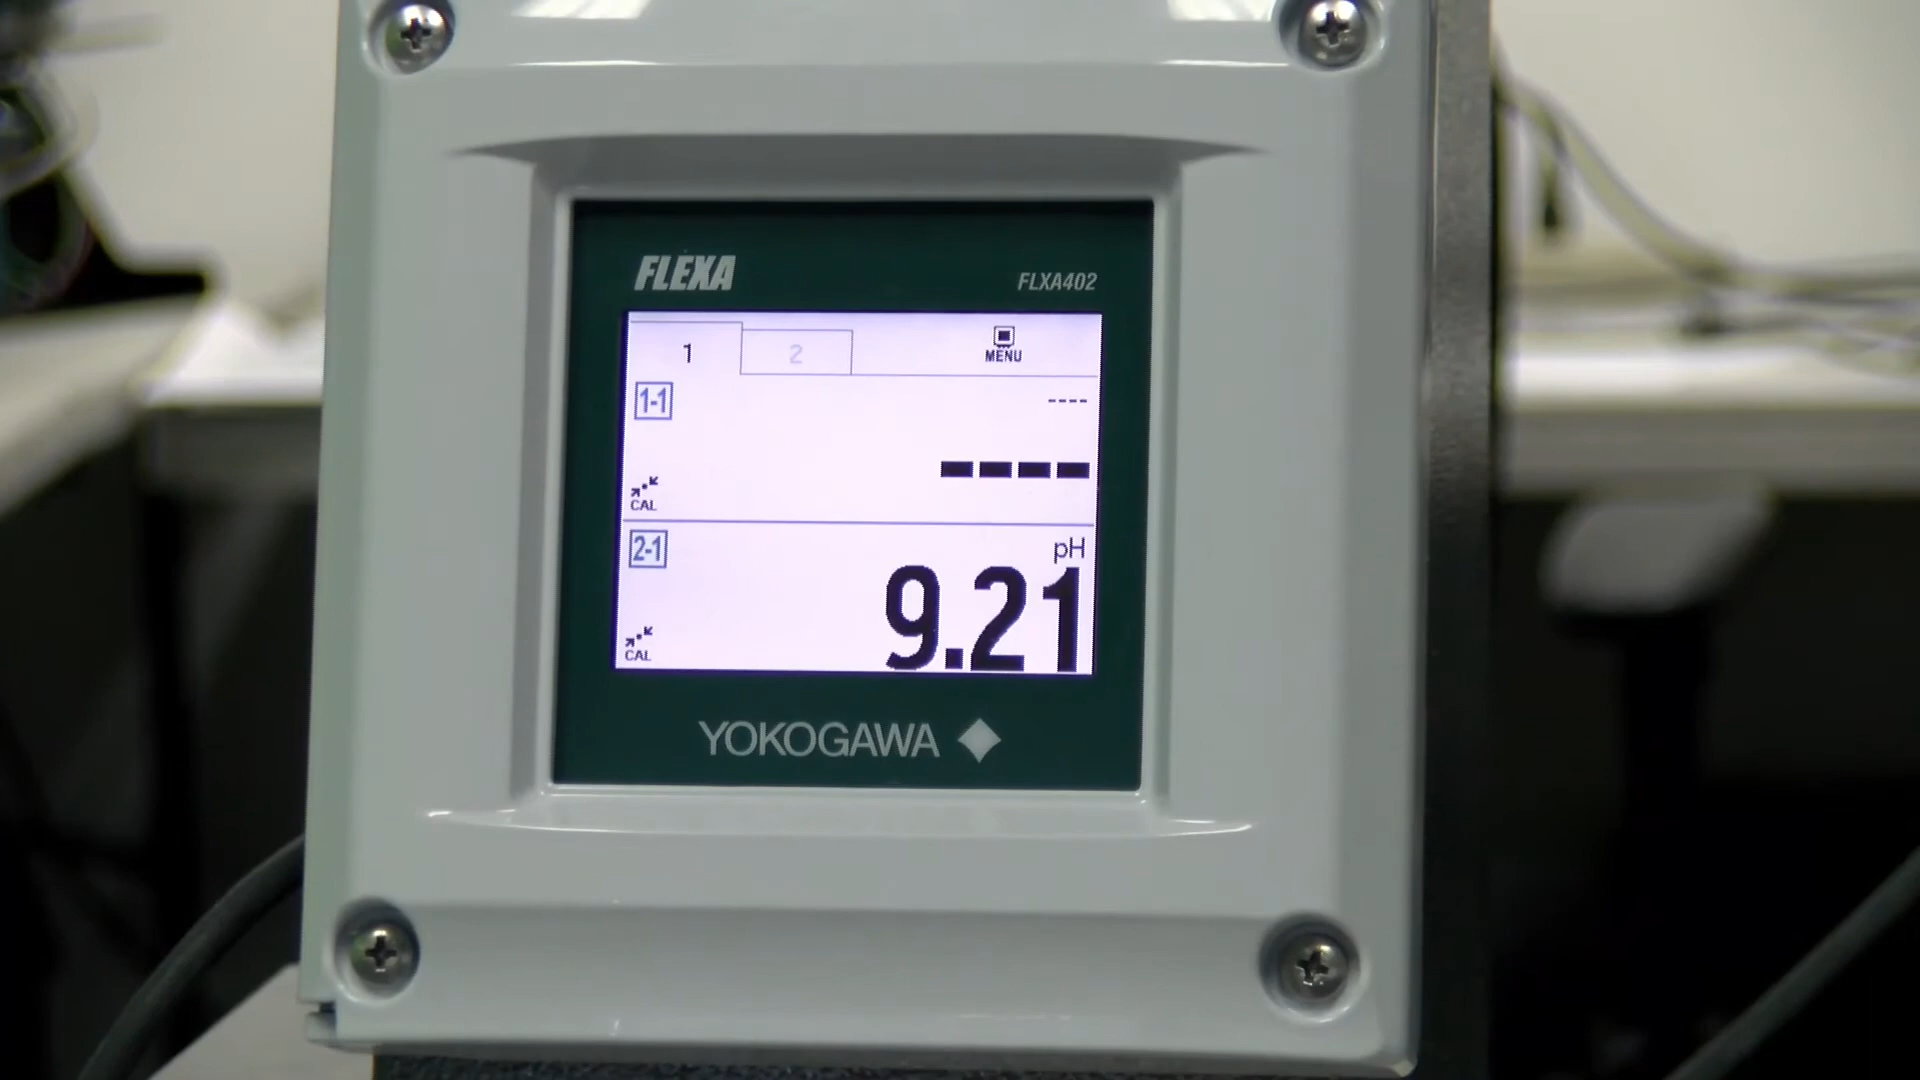 FLEXA
FLXA402
1
2
MENU
1-1
----
----
CAL
2-1
pH
9.21
CAL
YOKOGAWA